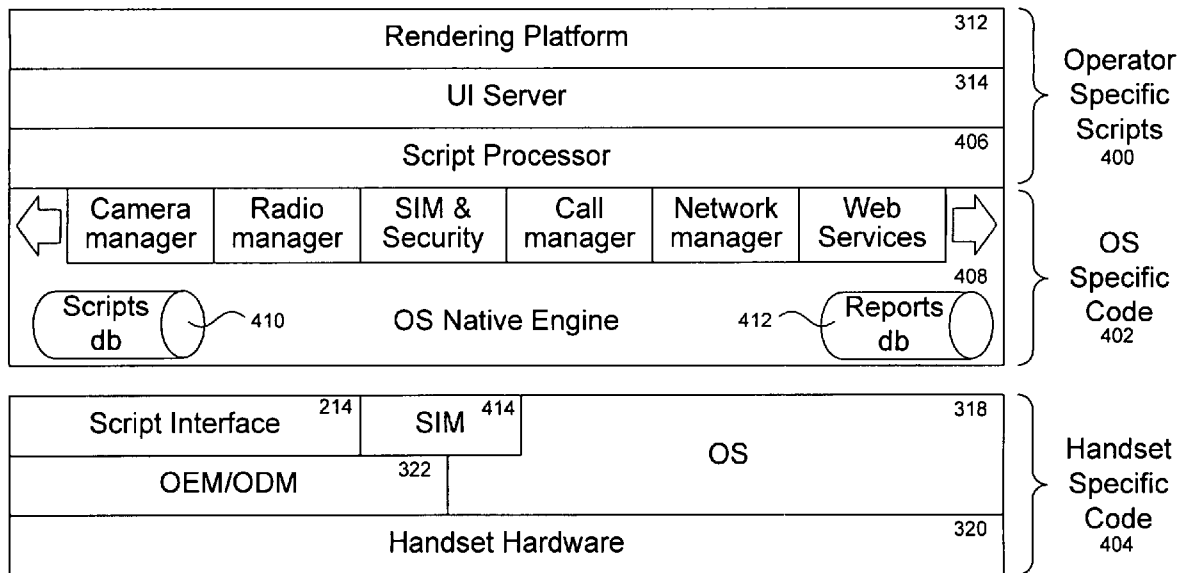 Rendering Platform 312
UI Server 314
Script Processor 406
Operator
Specific
Scripts
400
Camera
manager
Radio
manager
SIM &
Security
Call
manager
Network
manager
Web
Services
408
Scripts
db
410
OS Native Engine
412
Reports
db
OS
Specific
Code
402
Script Interface 214
SIM 414
OS 318
OEM/ODM 322
Handset Hardware 320
Handset
Specific
Code
404